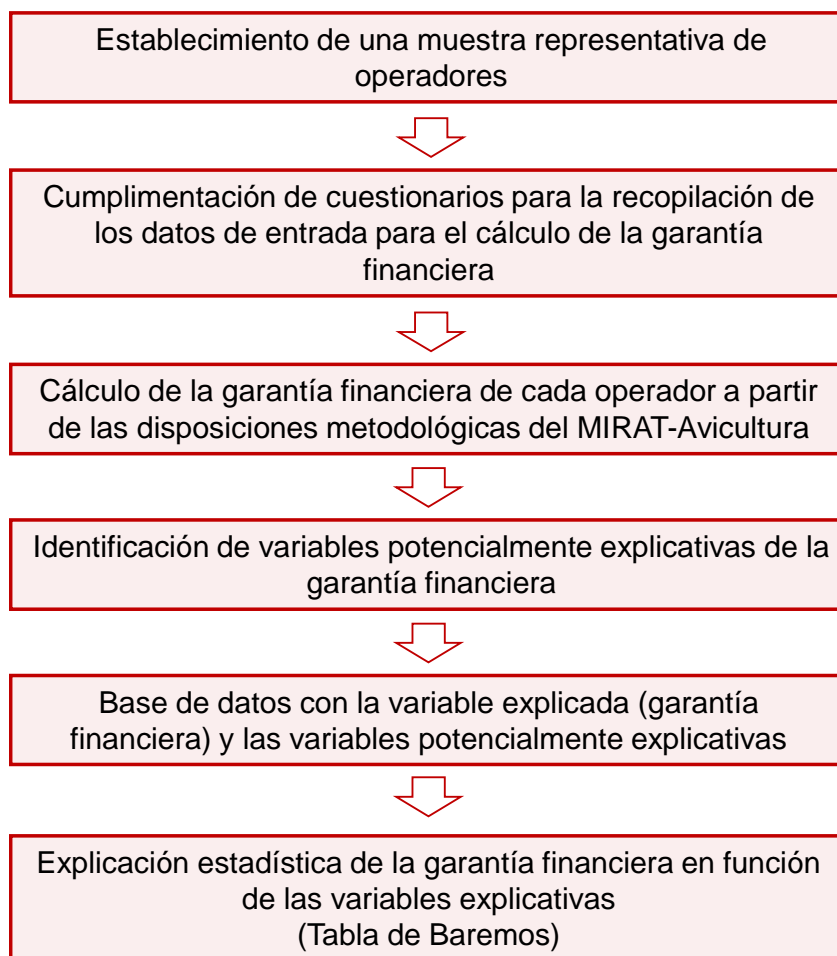 Establecimiento de una muestra representativa de
operadores
Cumplimentación de cuestionarios para la recopilación de
los datos de entrada para el cálculo de la garantía
financiera
Cálculo de la garantía financiera de cada operador a partir
de las disposiciones metodológicas del MIRAT-Avicultura
Identificación de variables potencialmente explicativas de la
garantía financiera
Base de datos con la variable explicada (garantía
financiera) y las variables potencialmente explicativas
Explicación estadística de la garantía financiera en función
de las variables explicativas
(Tabla de Baremos)